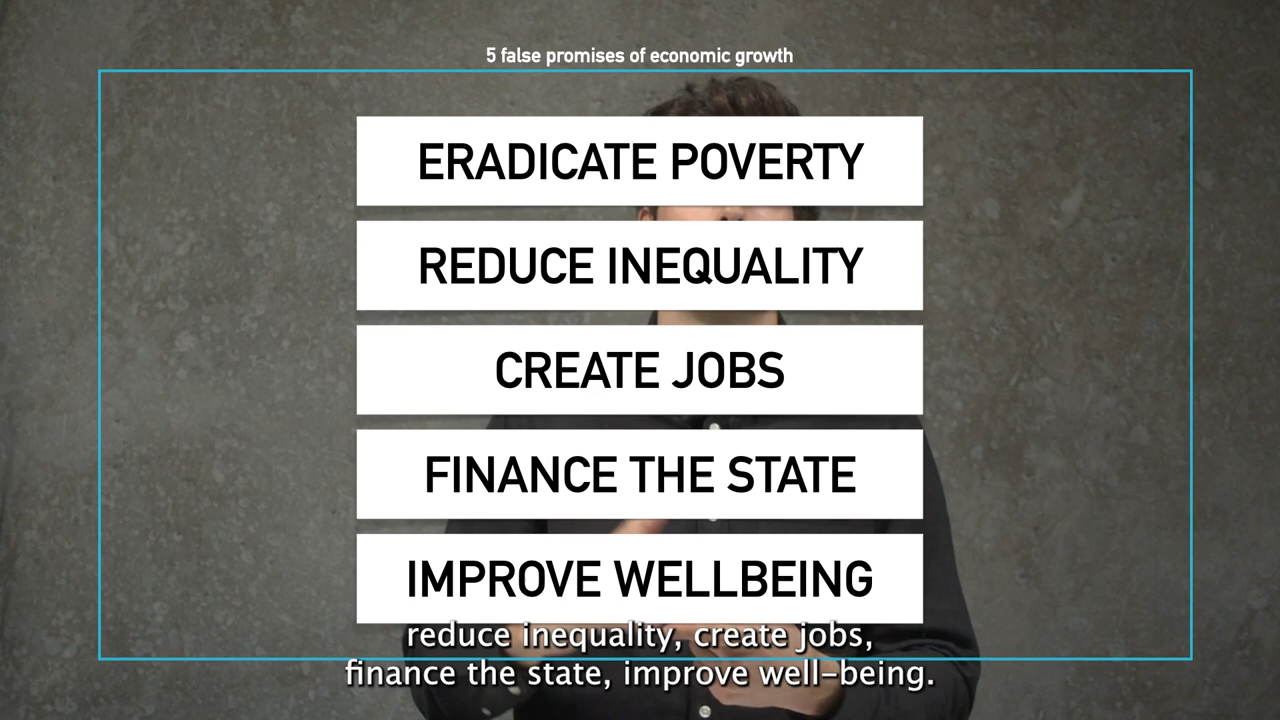 5 false promises of economic growth
ERADICATE POVERTY
REDUCE INEQUALITY
CREATE JOBS
FINANCE THE STATE
IMPROVE WELLBEING
reduce inequality, create jobs,
finance the state, improve well-being.